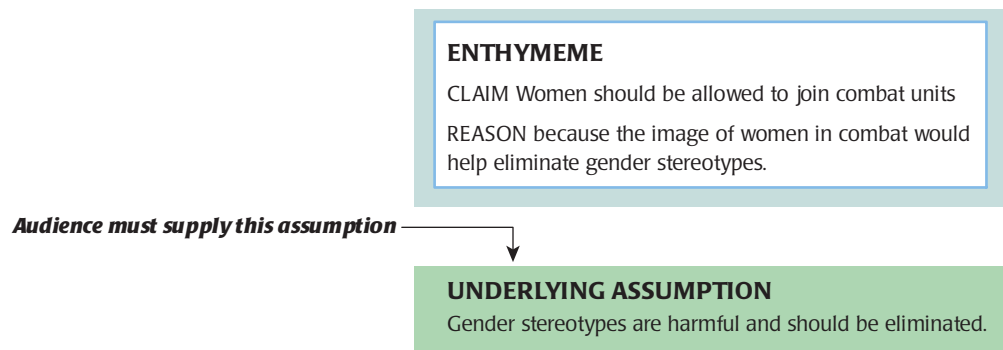 ENTHYMEME
CLAIM Women should be allowed to join combat units
REASON because the image of women in combat would
help eliminate gender stereotypes.
Audience must supply this assumption
UNDERLYING ASSUMPTION
Gender stereotypes are harmful and should be eliminated.